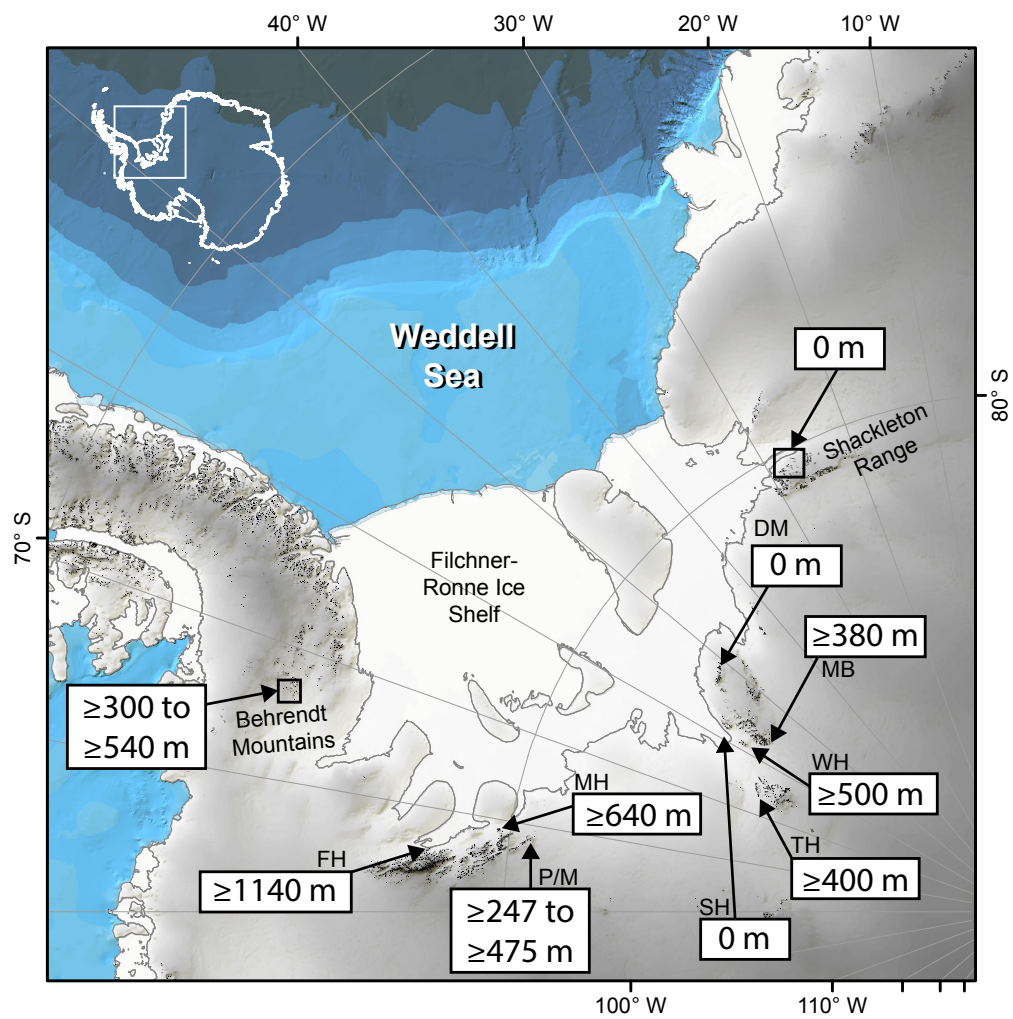 40° W
30° W
20° W
10° W
Weddell
Sea
0 m
80° S
Shackleton
Range
70° S
DM
Filchner-
Ronne Ice
Shelf
0 m
≥380 m
MB
≥300 to
≥540 m
Behrendt
Mountains
WH
≥500 m
MH
≥640 m
TH
≥400 m
FH
≥1140 m
P/M
≥247 to
≥475 m
SH
0 m
100° W
110° W